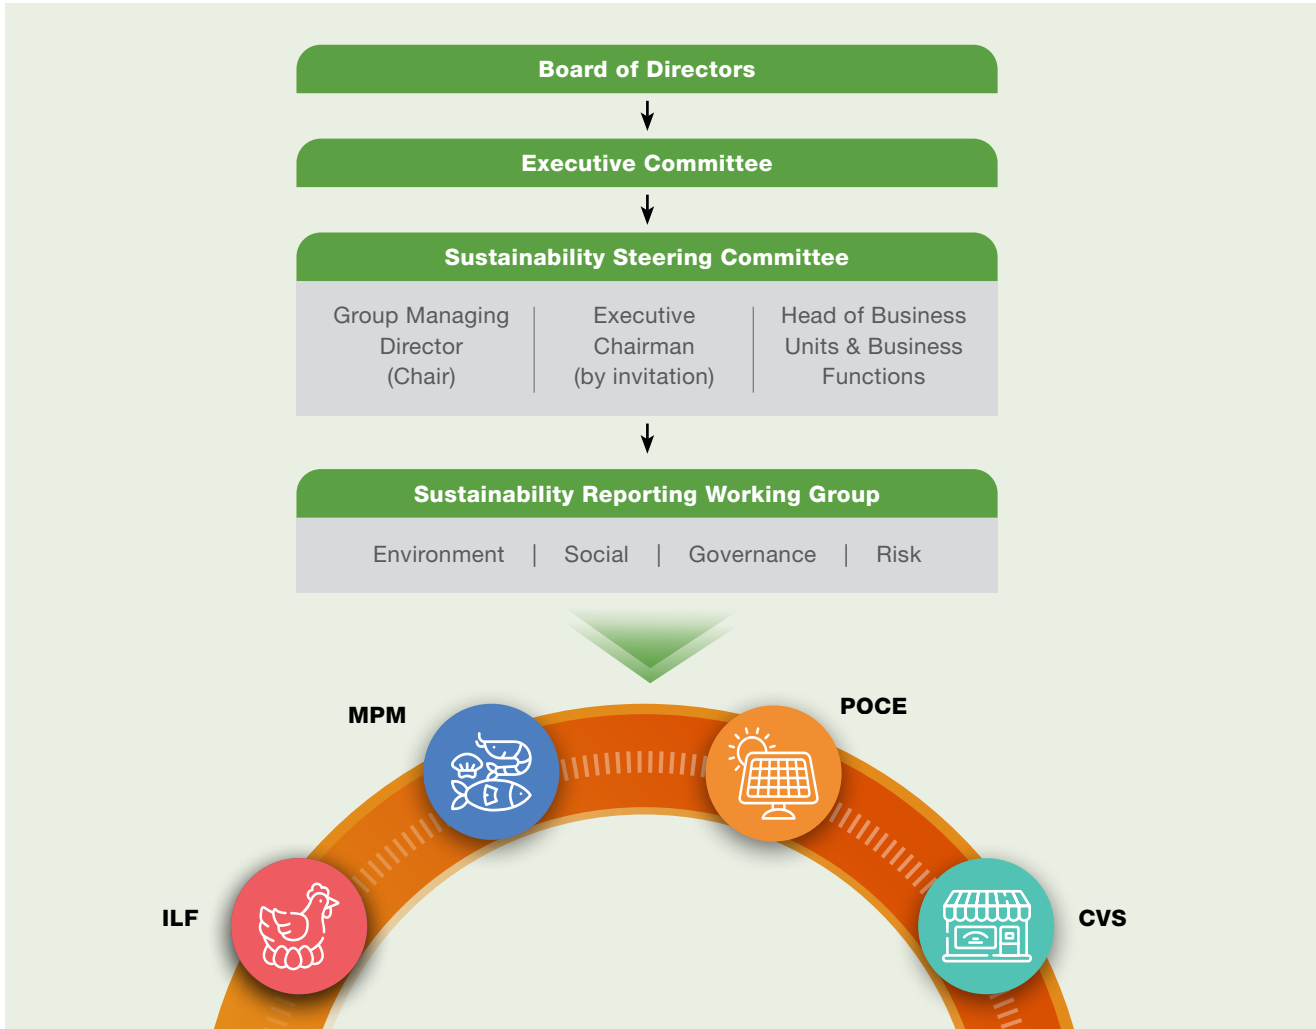 Board of Directors
Executive Committee
Sustainability Steering Committee
Group Managing
Director
(Chair)
Executive
Chairman
(by invitation)
Head of Business
Units & Business
Functions
Sustainability Reporting Working Group
Environment | Social | Governance | Risk
MPM
POCE
ILF
CVS